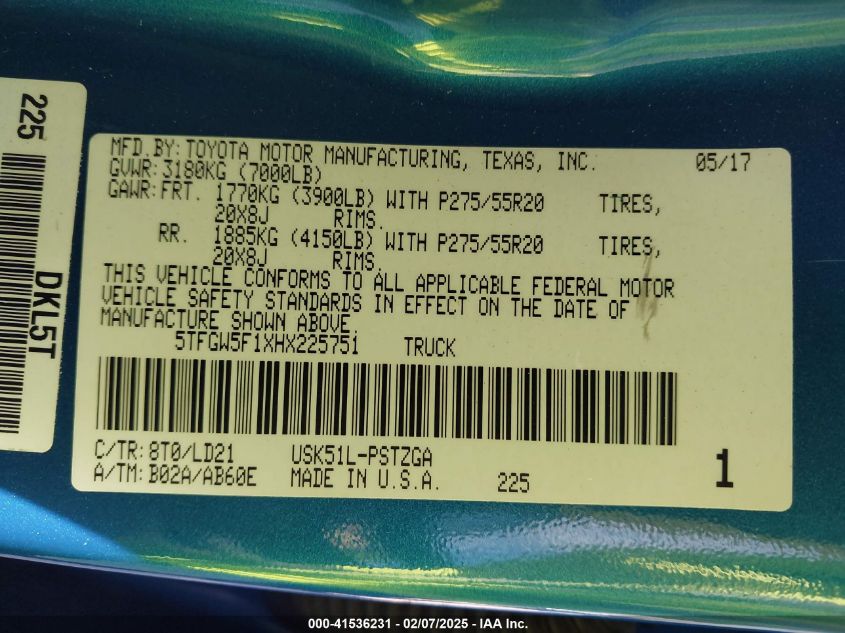 225
DKL5T
MFD.BY: TOYOTA MOTOR MANUFACTURING, TEXAS, INC. 05/17
GVWR: 3180KG (7000LB)
GAWR: FRT. 1770KG (3900LB) WITH P275/55R20 TIRES,
20X8J RIMS.
RR. 1885KG (4150LB) WITH P275/55R20 TIRES,
20X8J RIMS.
THIS VEHICLE CONFORMS TO ALL APPLICABLE FEDERAL MOTOR
VEHICLE SAFETY STANDARDS IN EFFECT ON THE DATE OF
MANUFACTURE SHOWN ABOVE.
5TFGW5F1XHX225751 TRUCK
C/TR: 8T0/LD21 USK51L-PSTZGA
A/TM: B02A/AB60E MADE IN U.S.A. 225 1
000-41536231 - 02/07/2025 - IAA Inc.